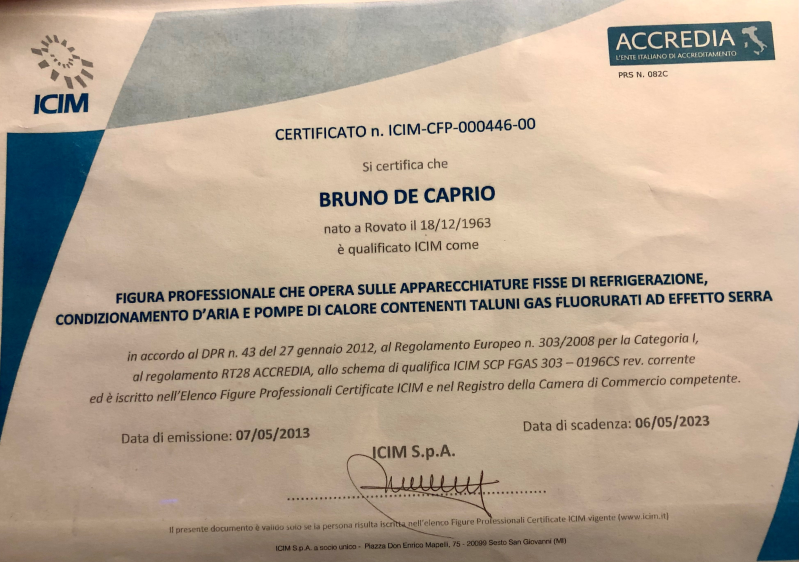 ICIM
ACCREDIA
L'ENTE ITALIANO DI ACCREDITAMENTO
PRS N. 082C
CERTIFICATO n. ICIM-CFP-000446-00
Si certifica che
BRUNO DE CAPRIO
nato a Rovato il 18/12/1963
è qualificato ICIM come
FIGURA PROFESSIONALE CHE OPERA SULLE APPARECCHIATURE FISSE DI REFRIGERAZIONE,
CONDIZIONAMENTO D'ARIA E POMPE DI CALORE CONTENENTI TALUNI GAS FLUORURATI AD EFFETTO SERRA
in accordo al DPR n. 43 del 27 gennaio 2012, al Regolamento Europeo n. 303/2008 per la Categoria I,
al regolamento RT28 ACCREDIA, allo schema di qualifica ICIM SCP FGAS 303 – 0196CS rev. corrente
ed è iscritto nell'Elenco Figure Professionali Certificate ICIM e nel Registro della Camera di Commercio competente.
Data di emissione: 07/05/2013
Data di scadenza: 06/05/2023
ICIM S.p.A.
Il presente documento è valido solo se la persona risulta iscritta nell'elenco Figure Professionali Certificate ICIM vigente (www.icim.it)
ICIM S.p.A. a socio unico - Piazza Don Enrico Mapelli, 75 - 20099 Sesto San Giovanni (MI)